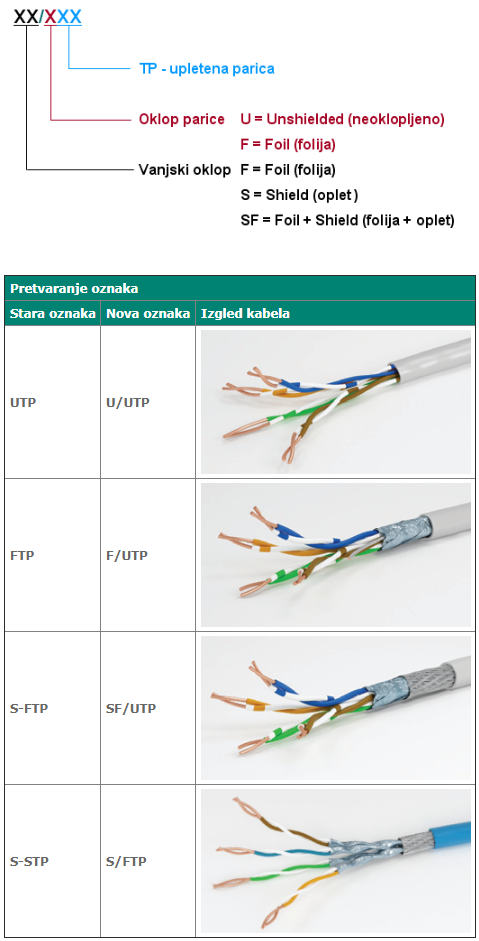 XX/XXX
TP - upletena parica
Oklop parice U = Unshielded (neoklopljeno)
F = Foil (folija)
Vanjski oklop F = Foil (folija)
S = Shield (oplet )
SF = Foil + Shield (folija + oplet)
Pretvaranje oznaka
Stara oznaka Nova oznaka Izgled kabela
UTP U/UTP
FTP F/UTP
S-FTP SF/UTP
S-STP S/FTP